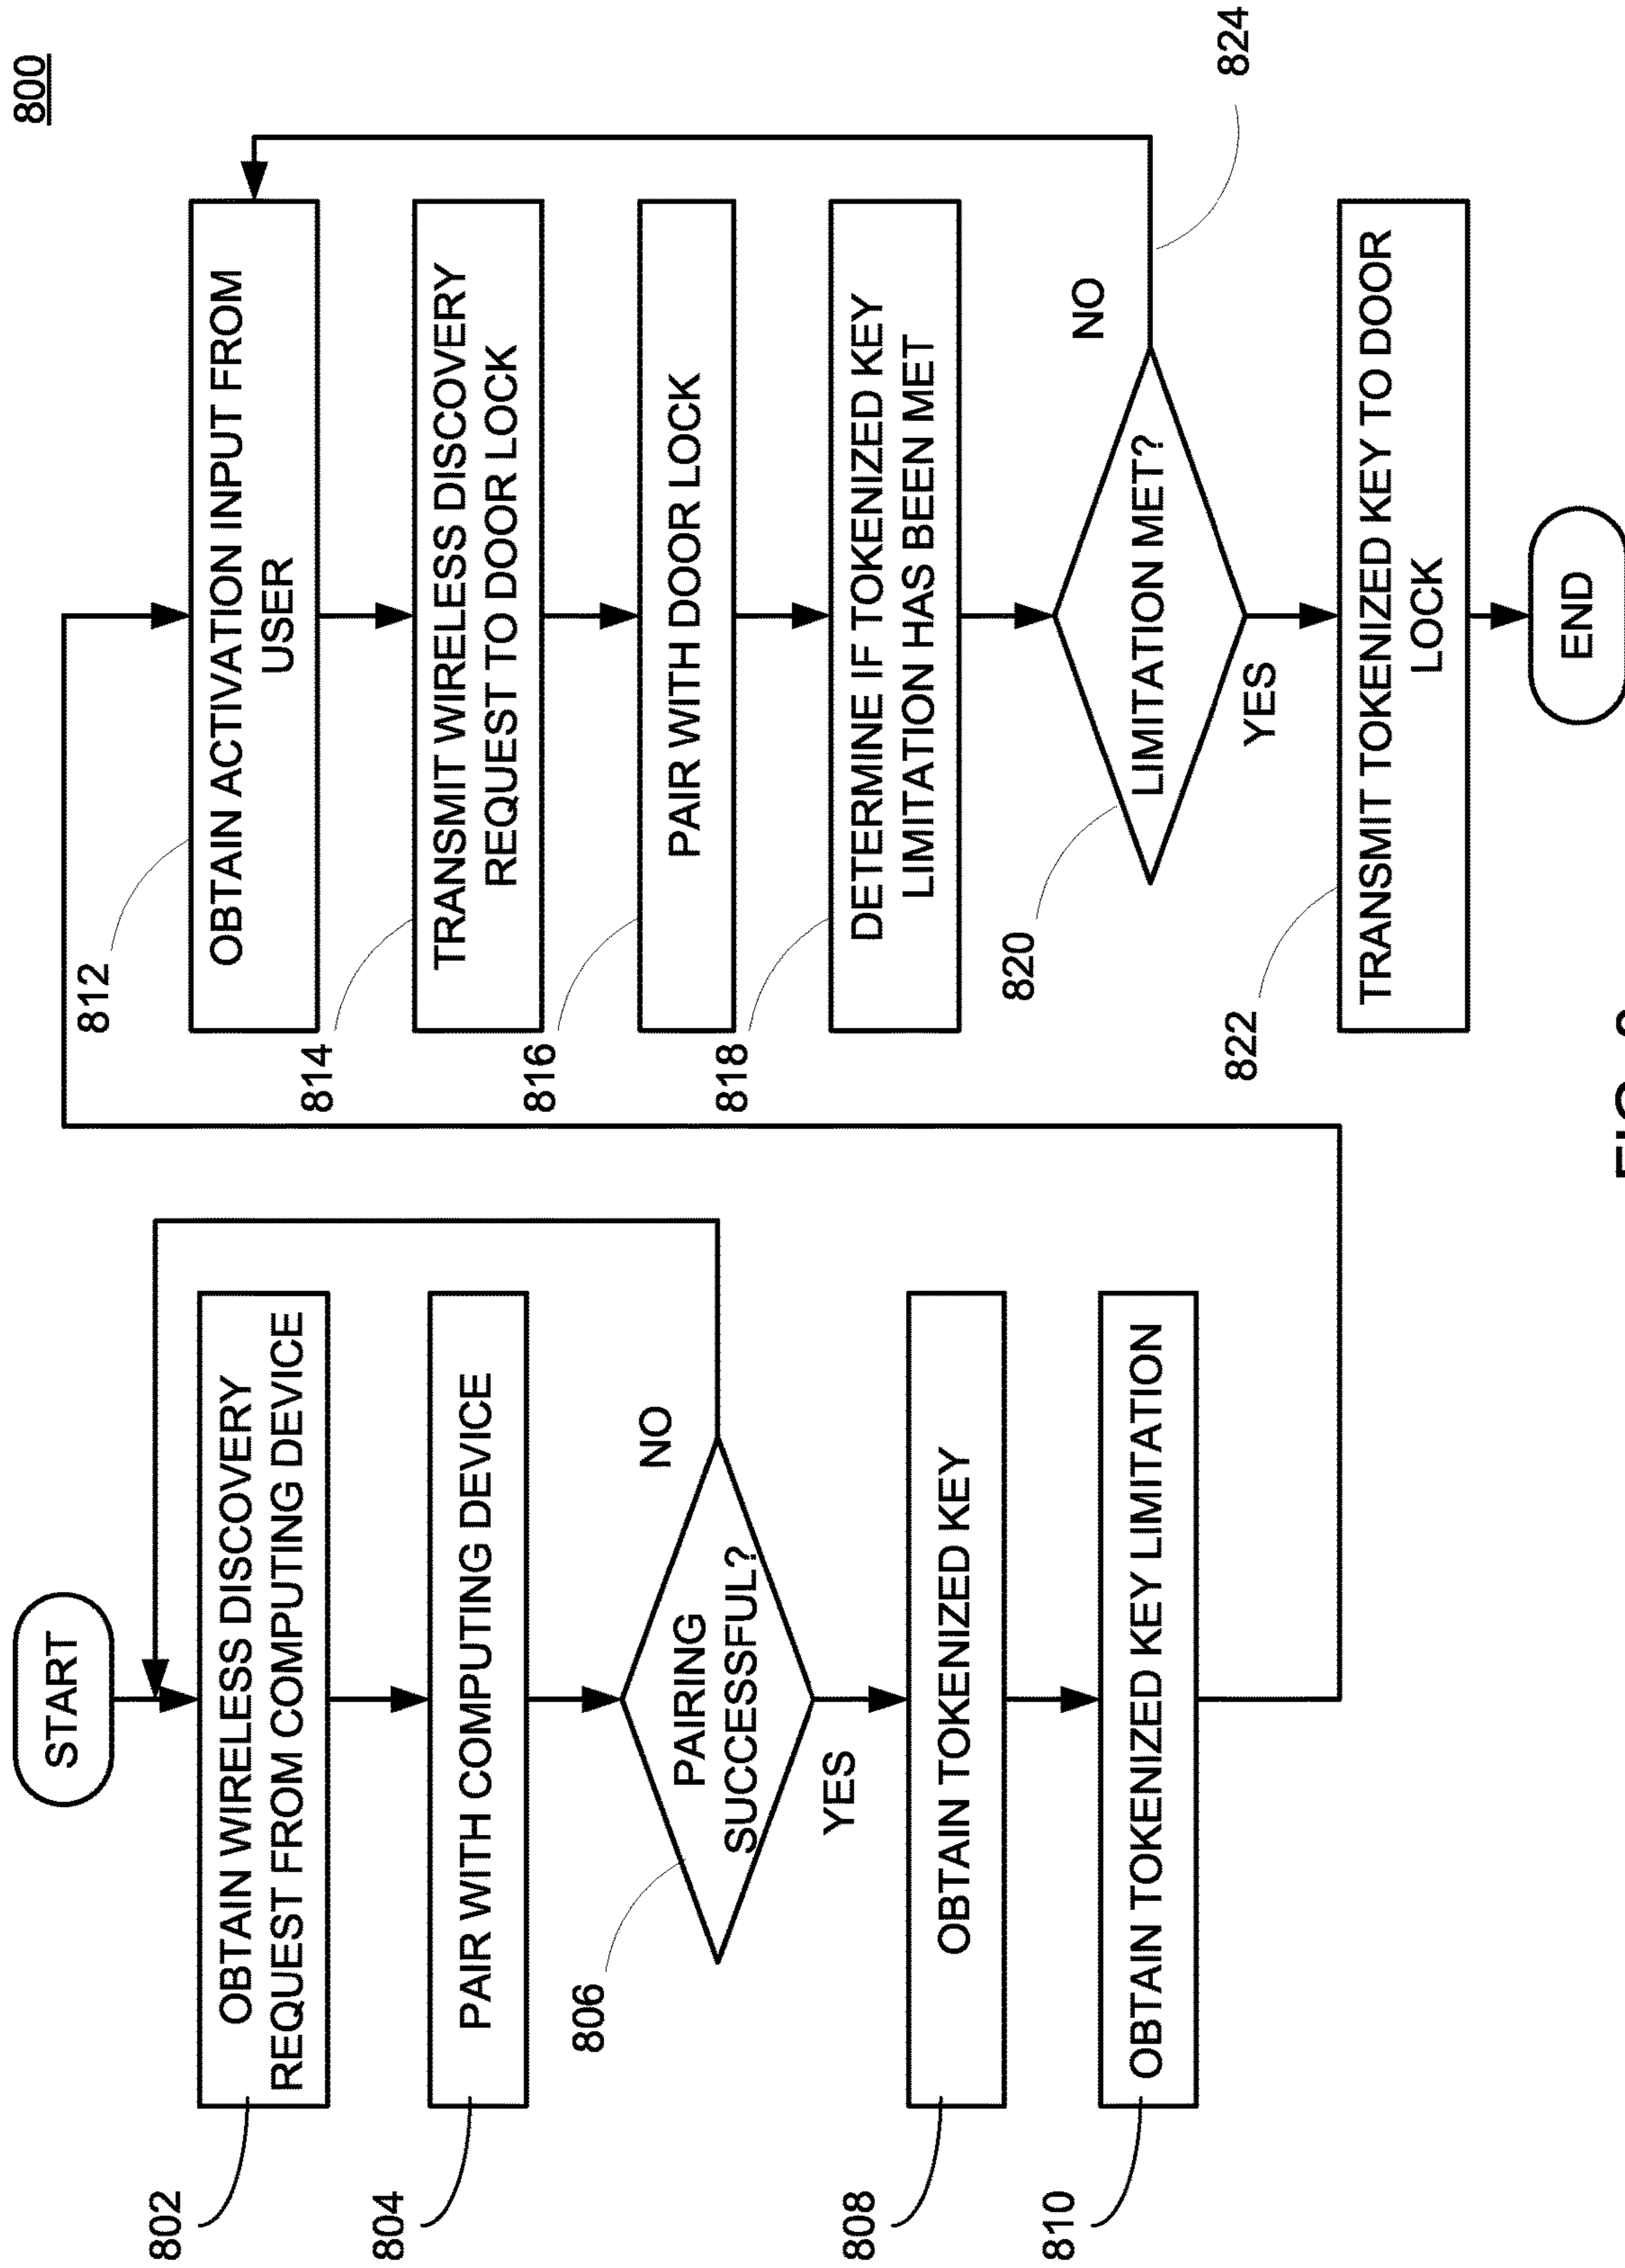 800
START
802
OBTAIN WIRELESS DISCOVERY
REQUEST FROM COMPUTING DEVICE
804
PAIR WITH COMPUTING DEVICE
806
PAIRING
SUCCESSFUL?
NO
YES
808
OBTAIN TOKENIZED KEY
810
OBTAIN TOKENIZED KEY LIMITATION
812
OBTAIN ACTIVATION INPUT FROM
USER
814
TRANSMIT WIRELESS DISCOVERY
REQUEST TO DOOR LOCK
816
PAIR WITH DOOR LOCK
818
DETERMINE IF TOKENIZED KEY
LIMITATION HAS BEEN MET
820
LIMITATION MET?
NO
824
YES
822
TRANSMIT TOKENIZED KEY TO DOOR
LOCK
END